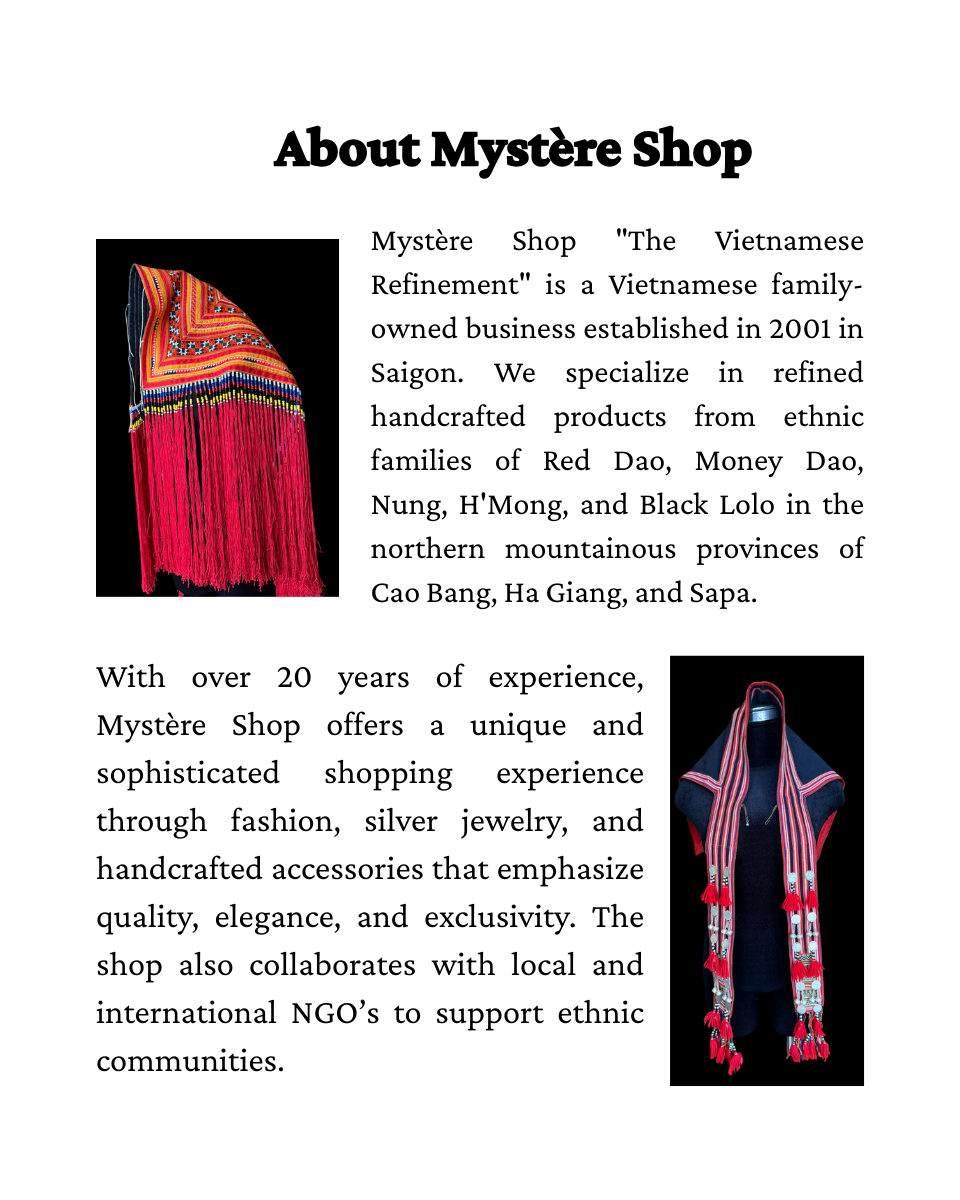 About Mystère Shop
Mystère Shop "The Vietnamese
Refinement" is a Vietnamese family-
owned business established in 2001 in
Saigon. We specialize in refined
handcrafted products from ethnic
families of Red Dao, Money Dao,
Nung, H'Mong, and Black Lolo in the
northern mountainous provinces of
Cao Bang, Ha Giang, and Sapa.
With over 20 years of experience,
Mystère Shop offers a unique and
sophisticated shopping experience
through fashion, silver jewelry, and
handcrafted accessories that emphasize
quality, elegance, and exclusivity. The
shop also collaborates with local and
international NGO’s to support ethnic
communities.